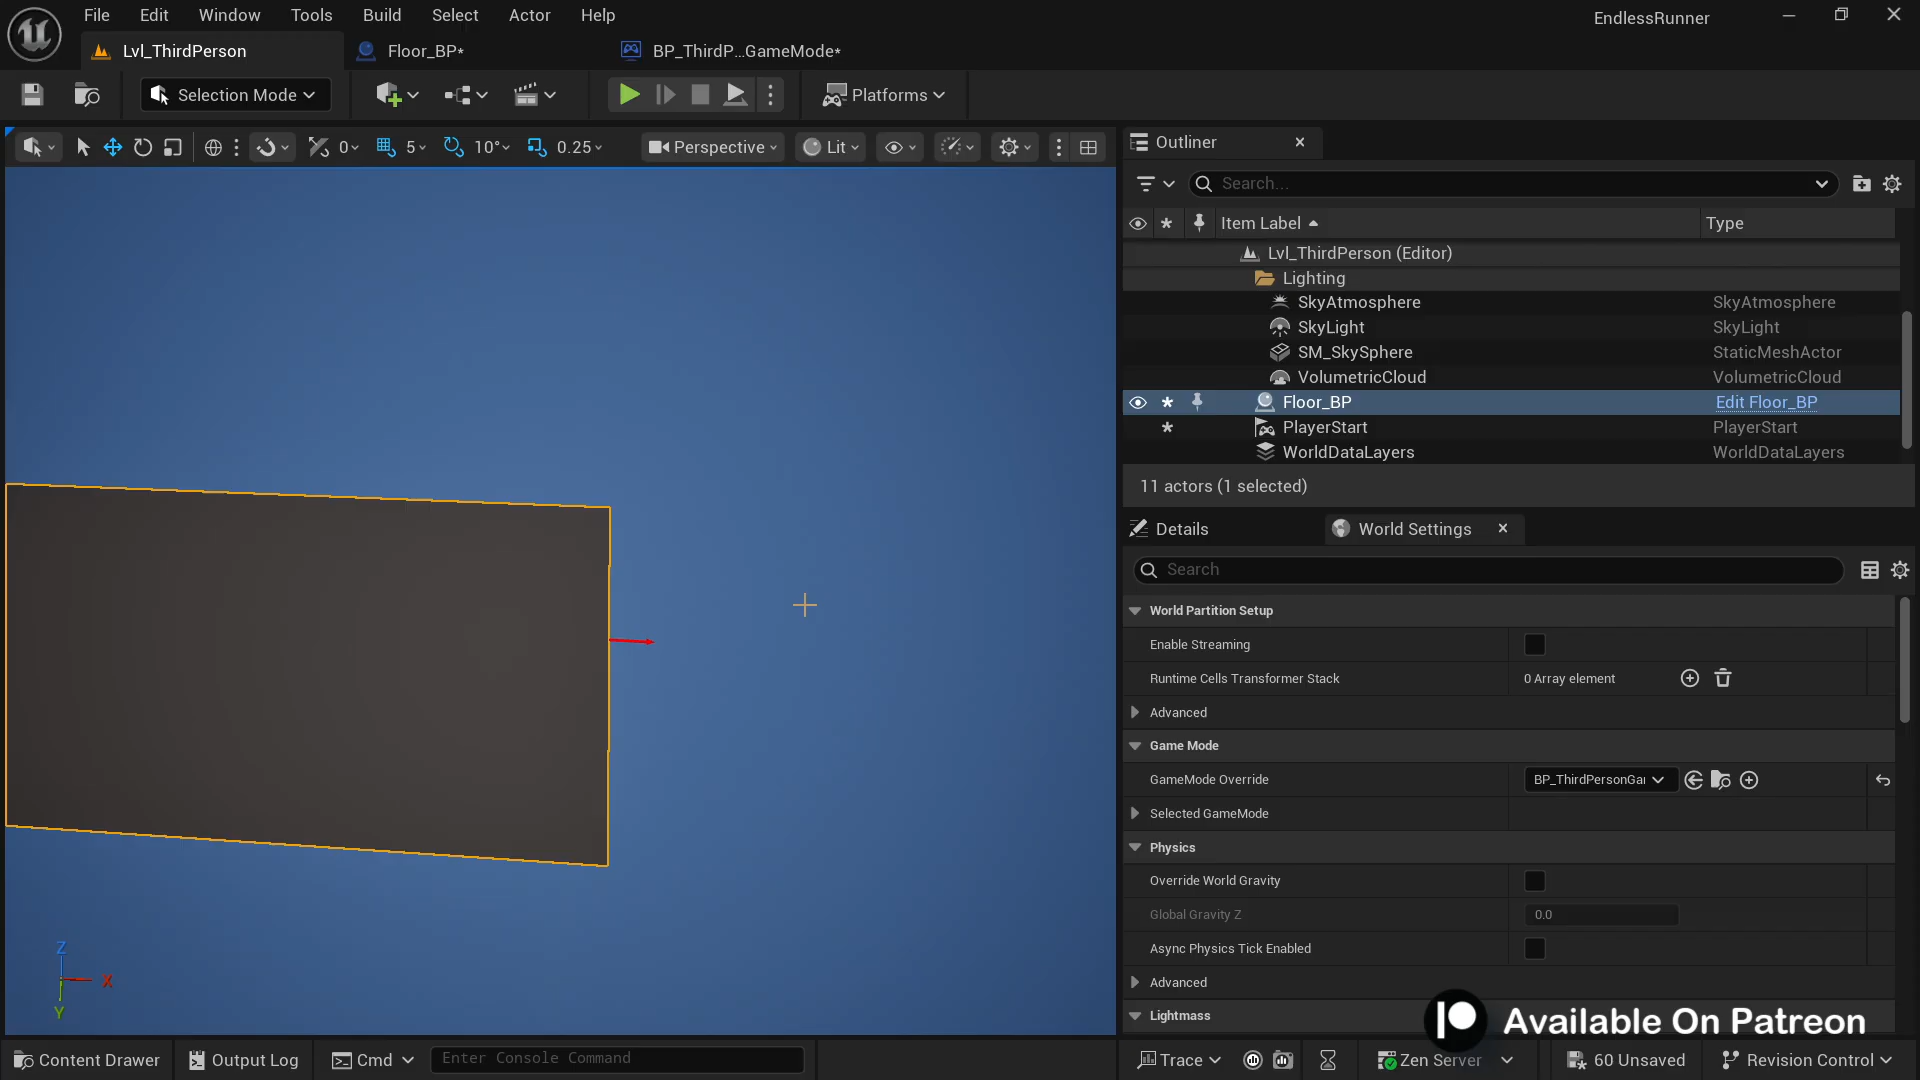 File Edit Window Tools Build Select Actor Help
EndlessRunner
Lvl_ThirdPerson
Floor_BP*
BP_ThirdP...GameMode*
Selection Mode
Platforms
0
5
10°
0.25
Perspective
Lit
Outliner
Search...
Item Label
Type
Lvl_ThirdPerson (Editor)
Lighting
SkyAtmosphere SkyAtmosphere
SkyLight SkyLight
SM_SkySphere StaticMeshActor
VolumetricCloud VolumetricCloud
Floor_BP Edit Floor_BP
PlayerStart PlayerStart
WorldDataLayers WorldDataLayers
11 actors (1 selected)
Details
World Settings
Search
World Partition Setup
Enable Streaming
Runtime Cells Transformer Stack 0 Array element
Advanced
Game Mode
GameMode Override BP_ThirdPersonGa
Selected GameMode
Physics
Override World Gravity
Global Gravity Z 0.0
Async Physics Tick Enabled
Advanced
Lightmass
Available On Patreon
Z
X
Y
Content Drawer
Output Log
Cmd
Enter Console Command
Trace
Zen Server
60 Unsaved
Revision Control